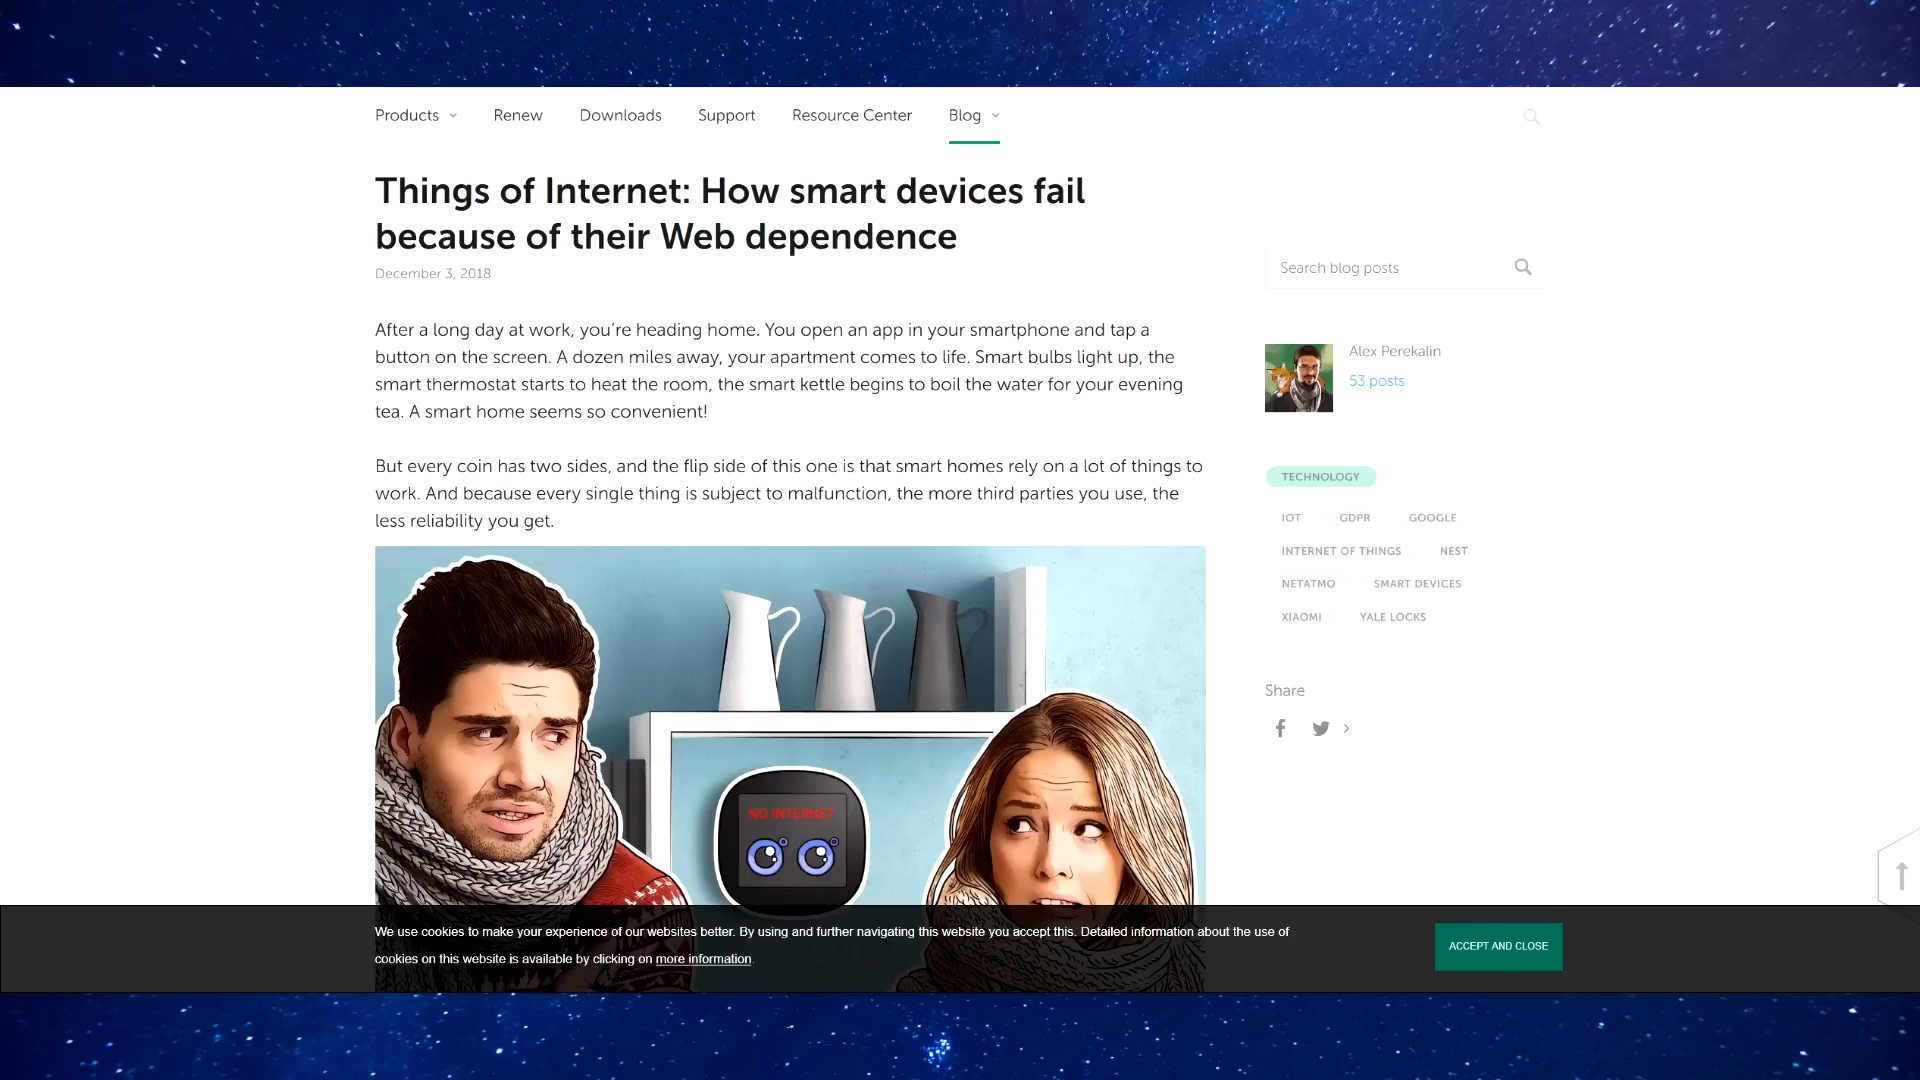 Products Renew Downloads Support Resource Center Blog
Things of Internet: How smart devices fail
because of their Web dependence
December 3, 2018
After a long day at work, you’re heading home. You open an app in your smartphone and tap a
button on the screen. A dozen miles away, your apartment comes to life. Smart bulbs light up, the
smart thermostat starts to heat the room, the smart kettle begins to boil the water for your evening
tea. A smart home seems so convenient!
But every coin has two sides, and the flip side of this one is that smart homes rely on a lot of things to
work. And because every single thing is subject to malfunction, the more third parties you use, the
less reliability you get.
NO INTERNET
Search blog posts
Alex Perekalin
53 posts
TECHNOLOGY
IOT GDPR GOOGLE
INTERNET OF THINGS NEST
NETATMO SMART DEVICES
XIAOMI YALE LOCKS
Share
We use cookies to make your experience of our websites better. By using and further navigating this website you accept this. Detailed information about the use of
cookies on this website is available by clicking on more information.
ACCEPT AND CLOSE